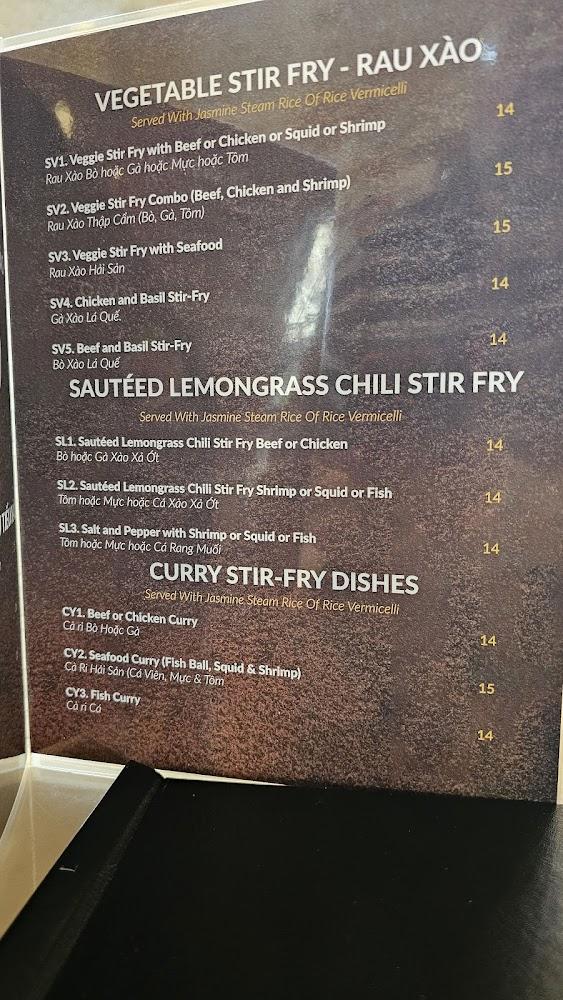 VEGETABLE STIR FRY - RAU XÀO
Served With Jasmine Steam Rice Of Rice Vermicelli
SV1. Veggie Stir Fry with Beef or Chicken or Squid or Shrimp 14
Rau Xào Bò hoặc Gà hoặc Mực hoặc Tôm
SV2. Veggie Stir Fry Combo (Beef, Chicken and Shrimp) 15
Rau Xào Thập Cẩm (Bò, Gà, Tôm)
SV3. Veggie Stir Fry with Seafood 15
Rau Xào Hải Sản
SV4. Chicken and Basil Stir-Fry 14
Gà Xào Lá Quế.
SV5. Beef and Basil Stir-Fry 14
Bò Xào Lá Quế
SAUTÉED LEMONGRASS CHILI STIR FRY
Served With Jasmine Steam Rice Of Rice Vermicelli
SL1. Sautéed Lemongrass Chili Stir Fry Beef or Chicken 14
Bò hoặc Gà Xào Xả Ớt
SL2. Sautéed Lemongrass Chili Stir Fry Shrimp or Squid or Fish 14
Tôm hoặc Mực hoặc Cá Xào Xả Ớt
SL3. Salt and Pepper with Shrimp or Squid or Fish 14
Tôm hoặc Mực hoặc Cá Rang Muối
CURRY STIR-FRY DISHES
Served With Jasmine Steam Rice Of Rice Vermicelli
CY1. Beef or Chicken Curry 14
Cà ri Bò Hoặc Gà
CY2. Seafood Curry (Fish Ball, Squid & Shrimp) 15
Cà Ri Hải Sản (Cá Viên, Mực & Tôm
CY3. Fish Curry 14
Cà ri Cá